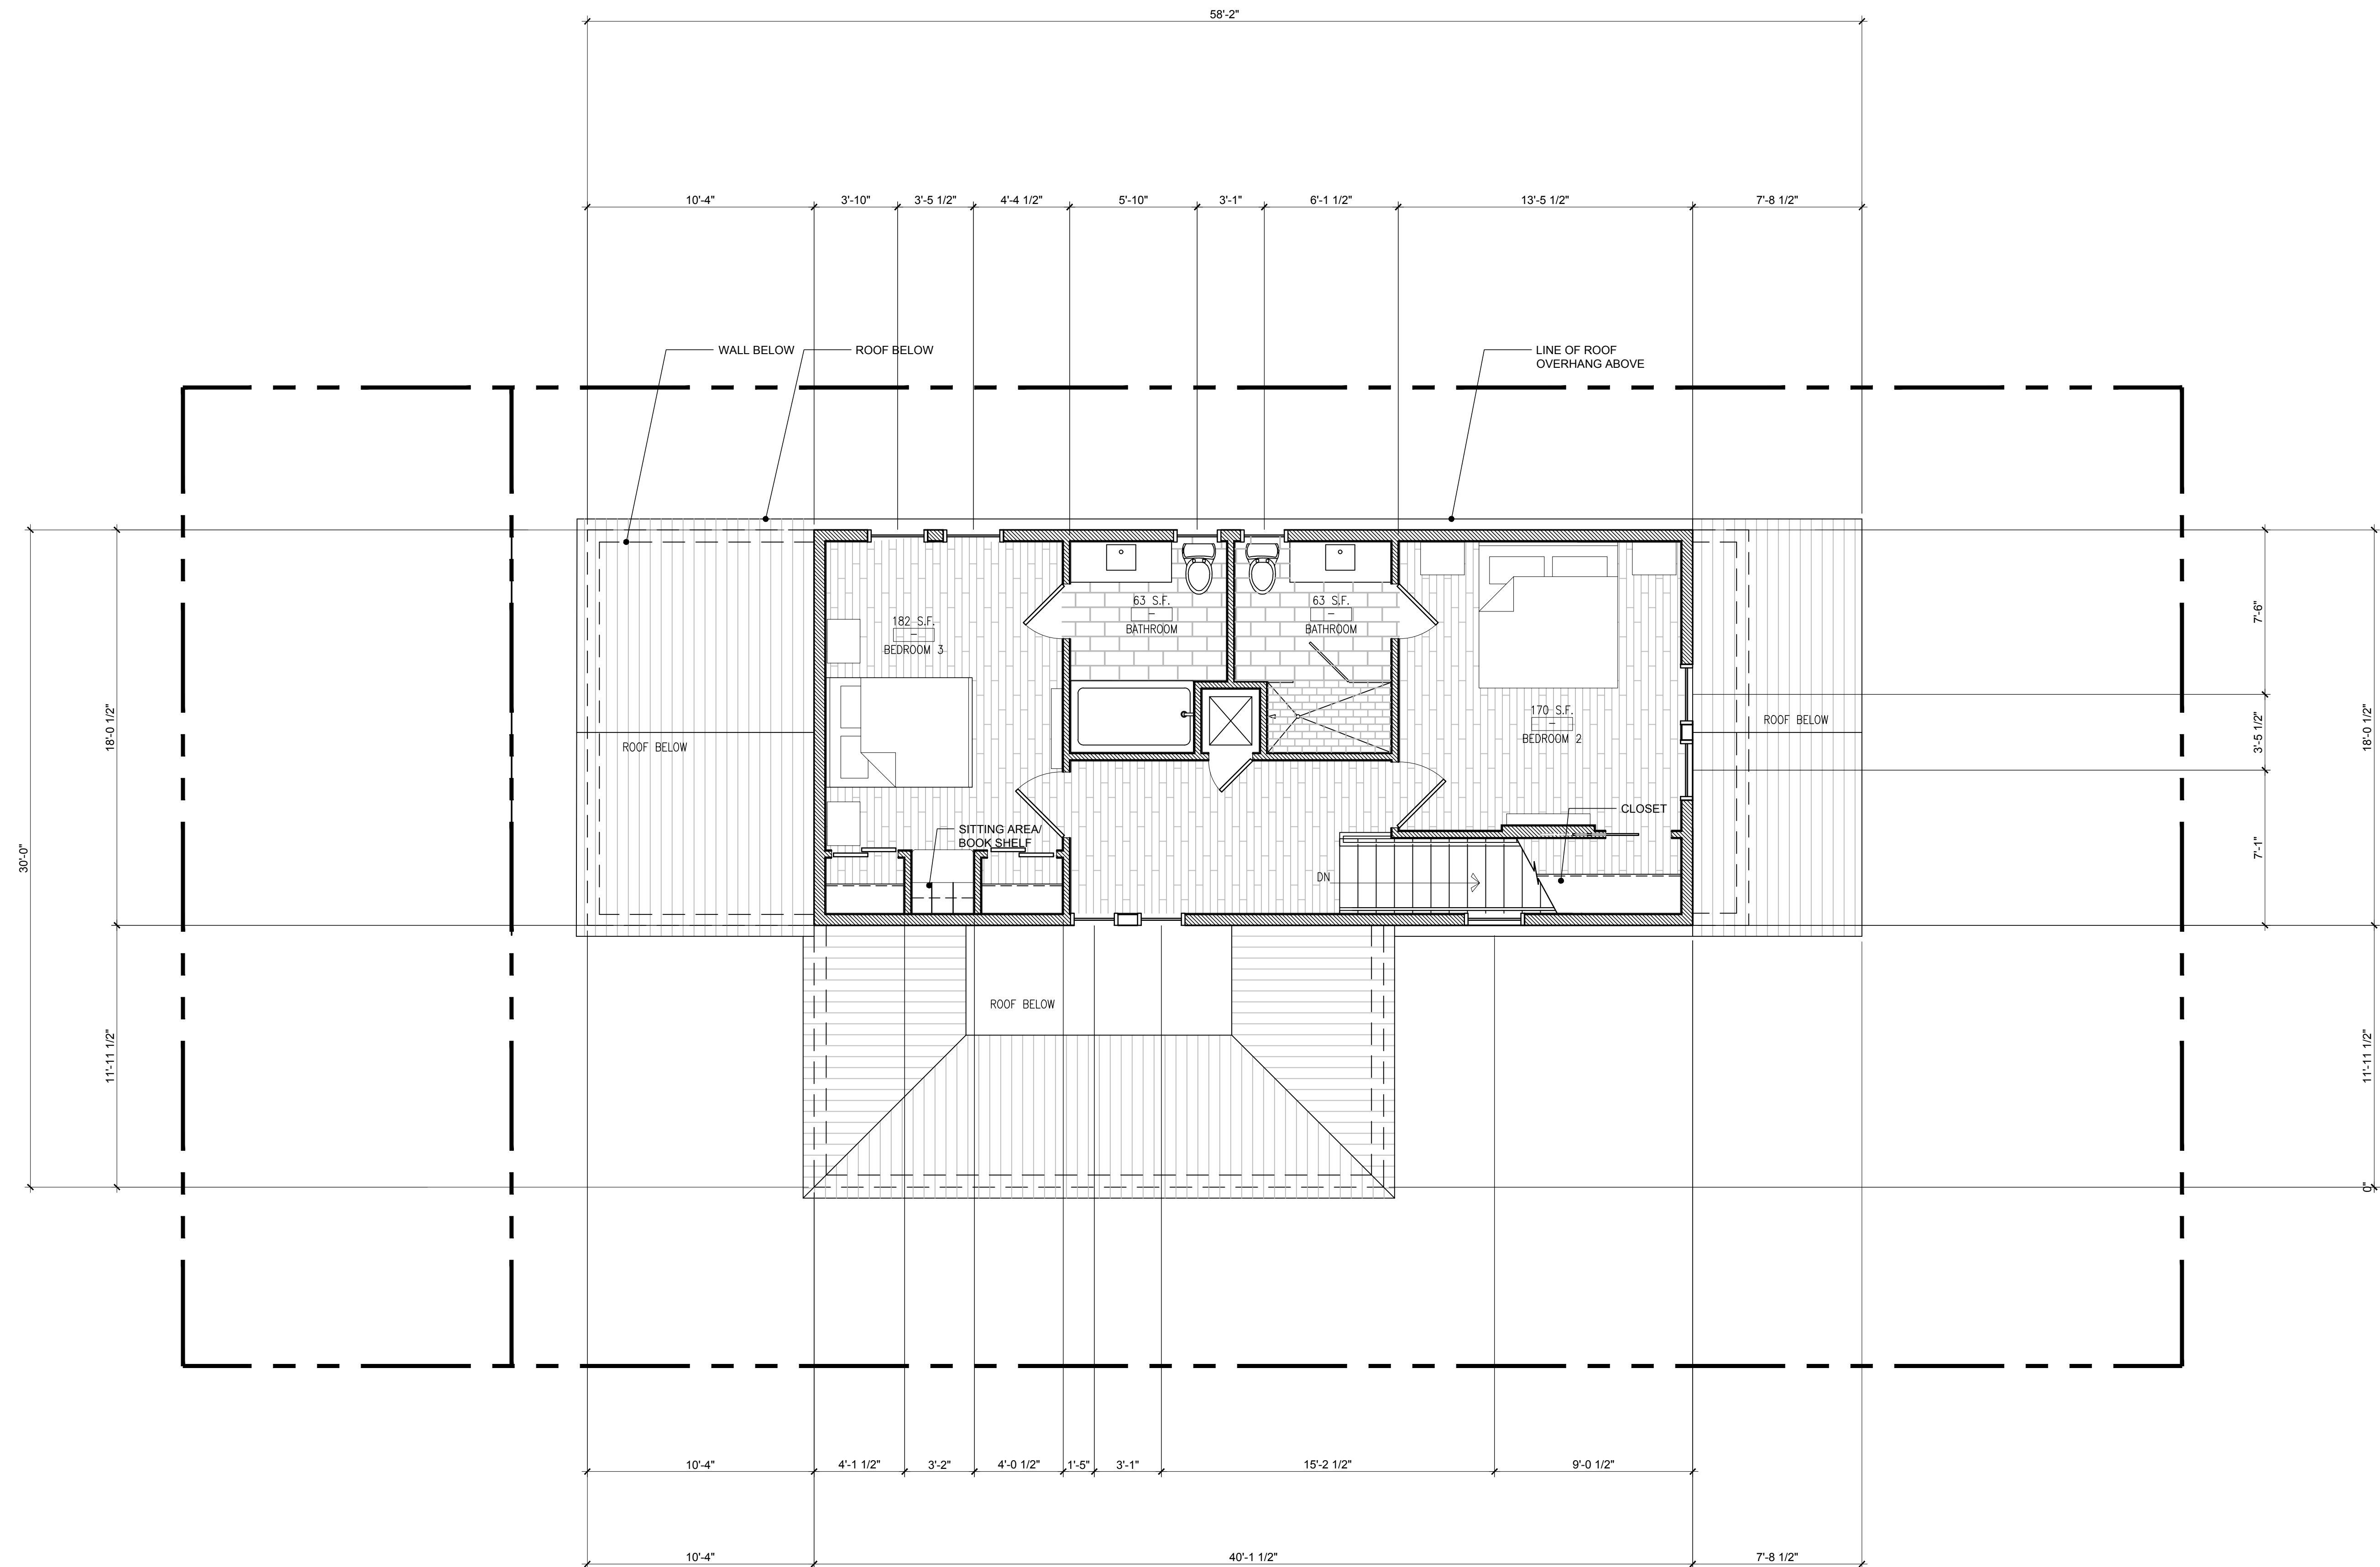 58'-2"
10'-4"
3'-10"
3'-5 1/2"
4'-4 1/2"
5'-10"
3'-1"
6'-1 1/2"
13'-5 1/2"
7'-8 1/2"
WALL BELOW
ROOF BELOW
LINE OF ROOF
OVERHANG ABOVE
30'-0"
18'-0 1/2"
11'-11 1/2"
182 S.F.
-
BEDROOM 3
63 S.F.
-
BATHROOM
63 S.F.
-
BATHROOM
170 S.F.
-
BEDROOM 2
ROOF BELOW
ROOF BELOW
SITTING AREA/
BOOK SHELF
CLOSET
DN
ROOF BELOW
7'-6"
3'-5 1/2"
7'-1"
18'-0 1/2"
11'-11 1/2"
0"
10'-4"
4'-1 1/2"
3'-2"
4'-0 1/2"
1'-5"
3'-1"
15'-2 1/2"
9'-0 1/2"
10'-4"
40'-1 1/2"
7'-8 1/2"